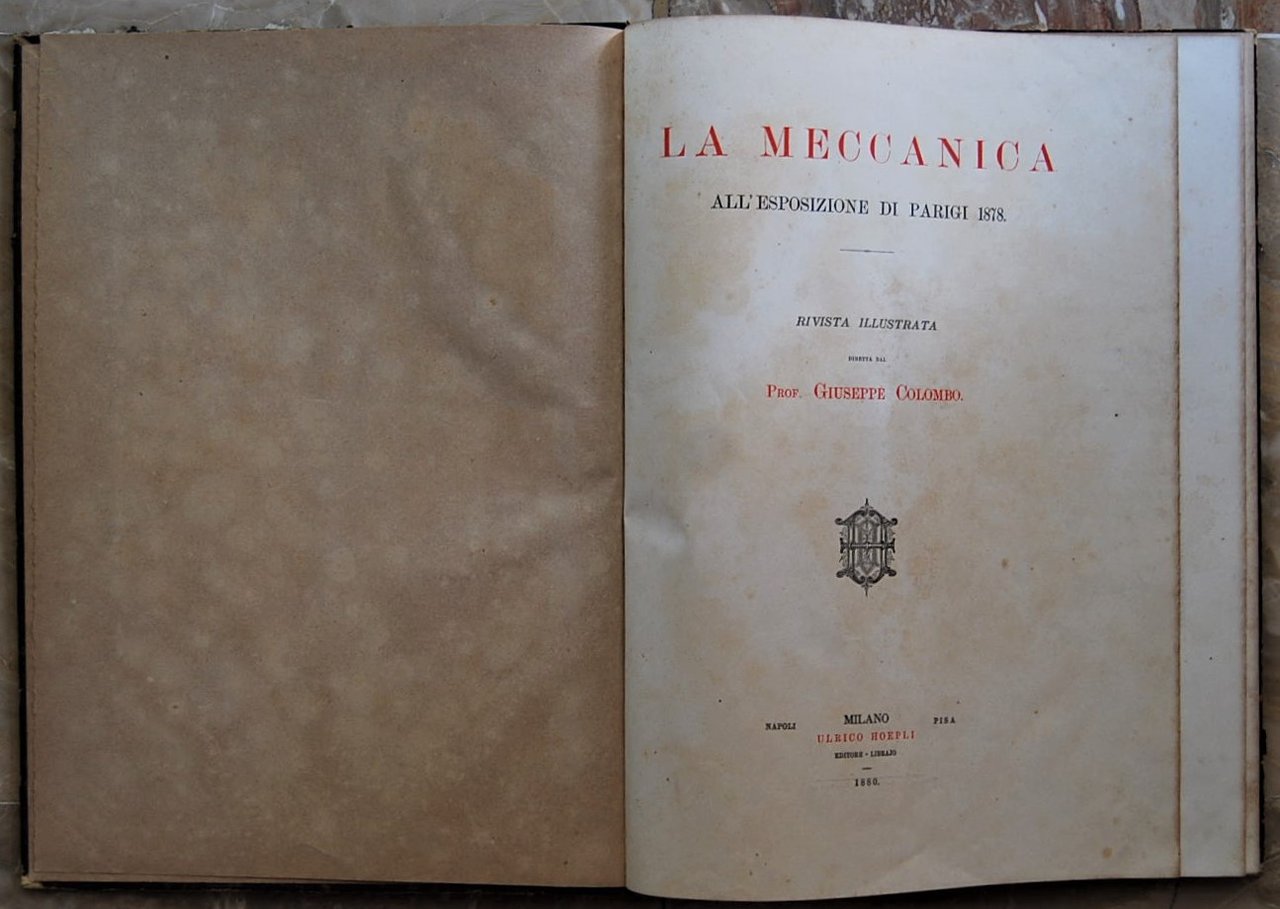 LA MECCANICA
ALL'ESPOSIZIONE DI PARIGI 1878.
RIVISTA ILLUSTRATA
DIRETTA DAL
PROF. GIUSEPPE COLOMBO.
NAPOLI MILANO PISA
ULRICO HOEPLI
EDITORE-LIBRAJO
1880.